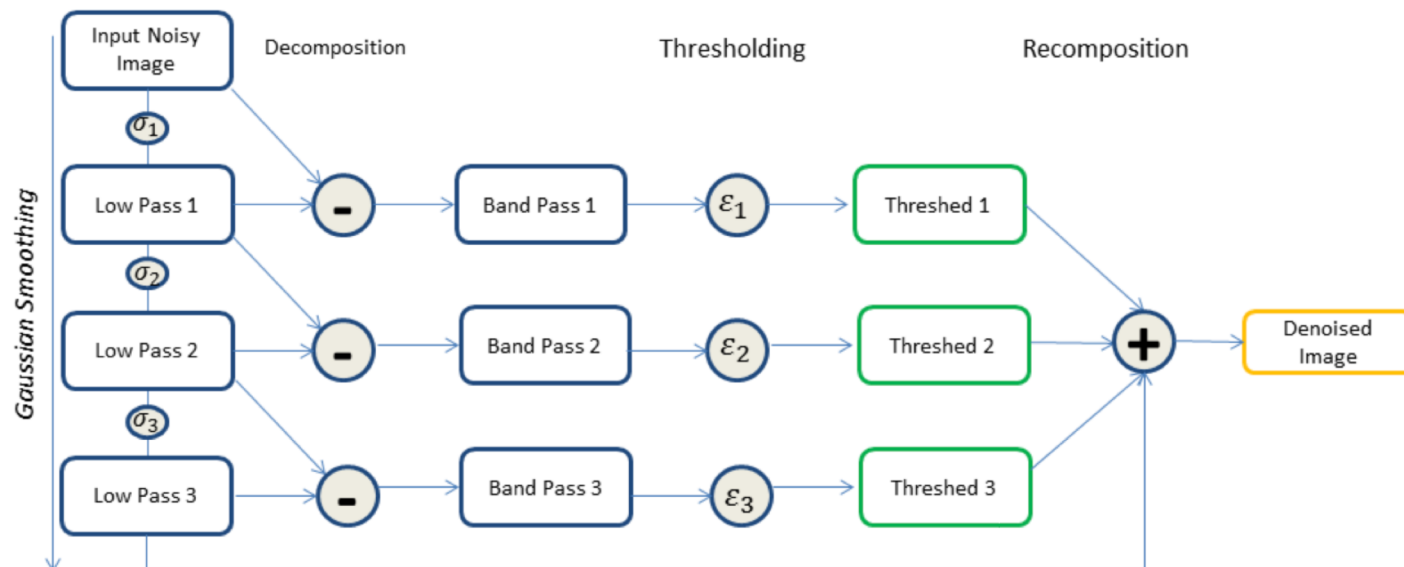 Input Noisy
Image
Decomposition
Thresholding
Recomposition
σ₁
Gaussian Smoothing
Low Pass 1
-
Band Pass 1
ε₁
Threshed 1
σ₂
Low Pass 2
-
Band Pass 2
ε₂
Threshed 2
+
Denoised
Image
σ₃
Low Pass 3
-
Band Pass 3
ε₃
Threshed 3